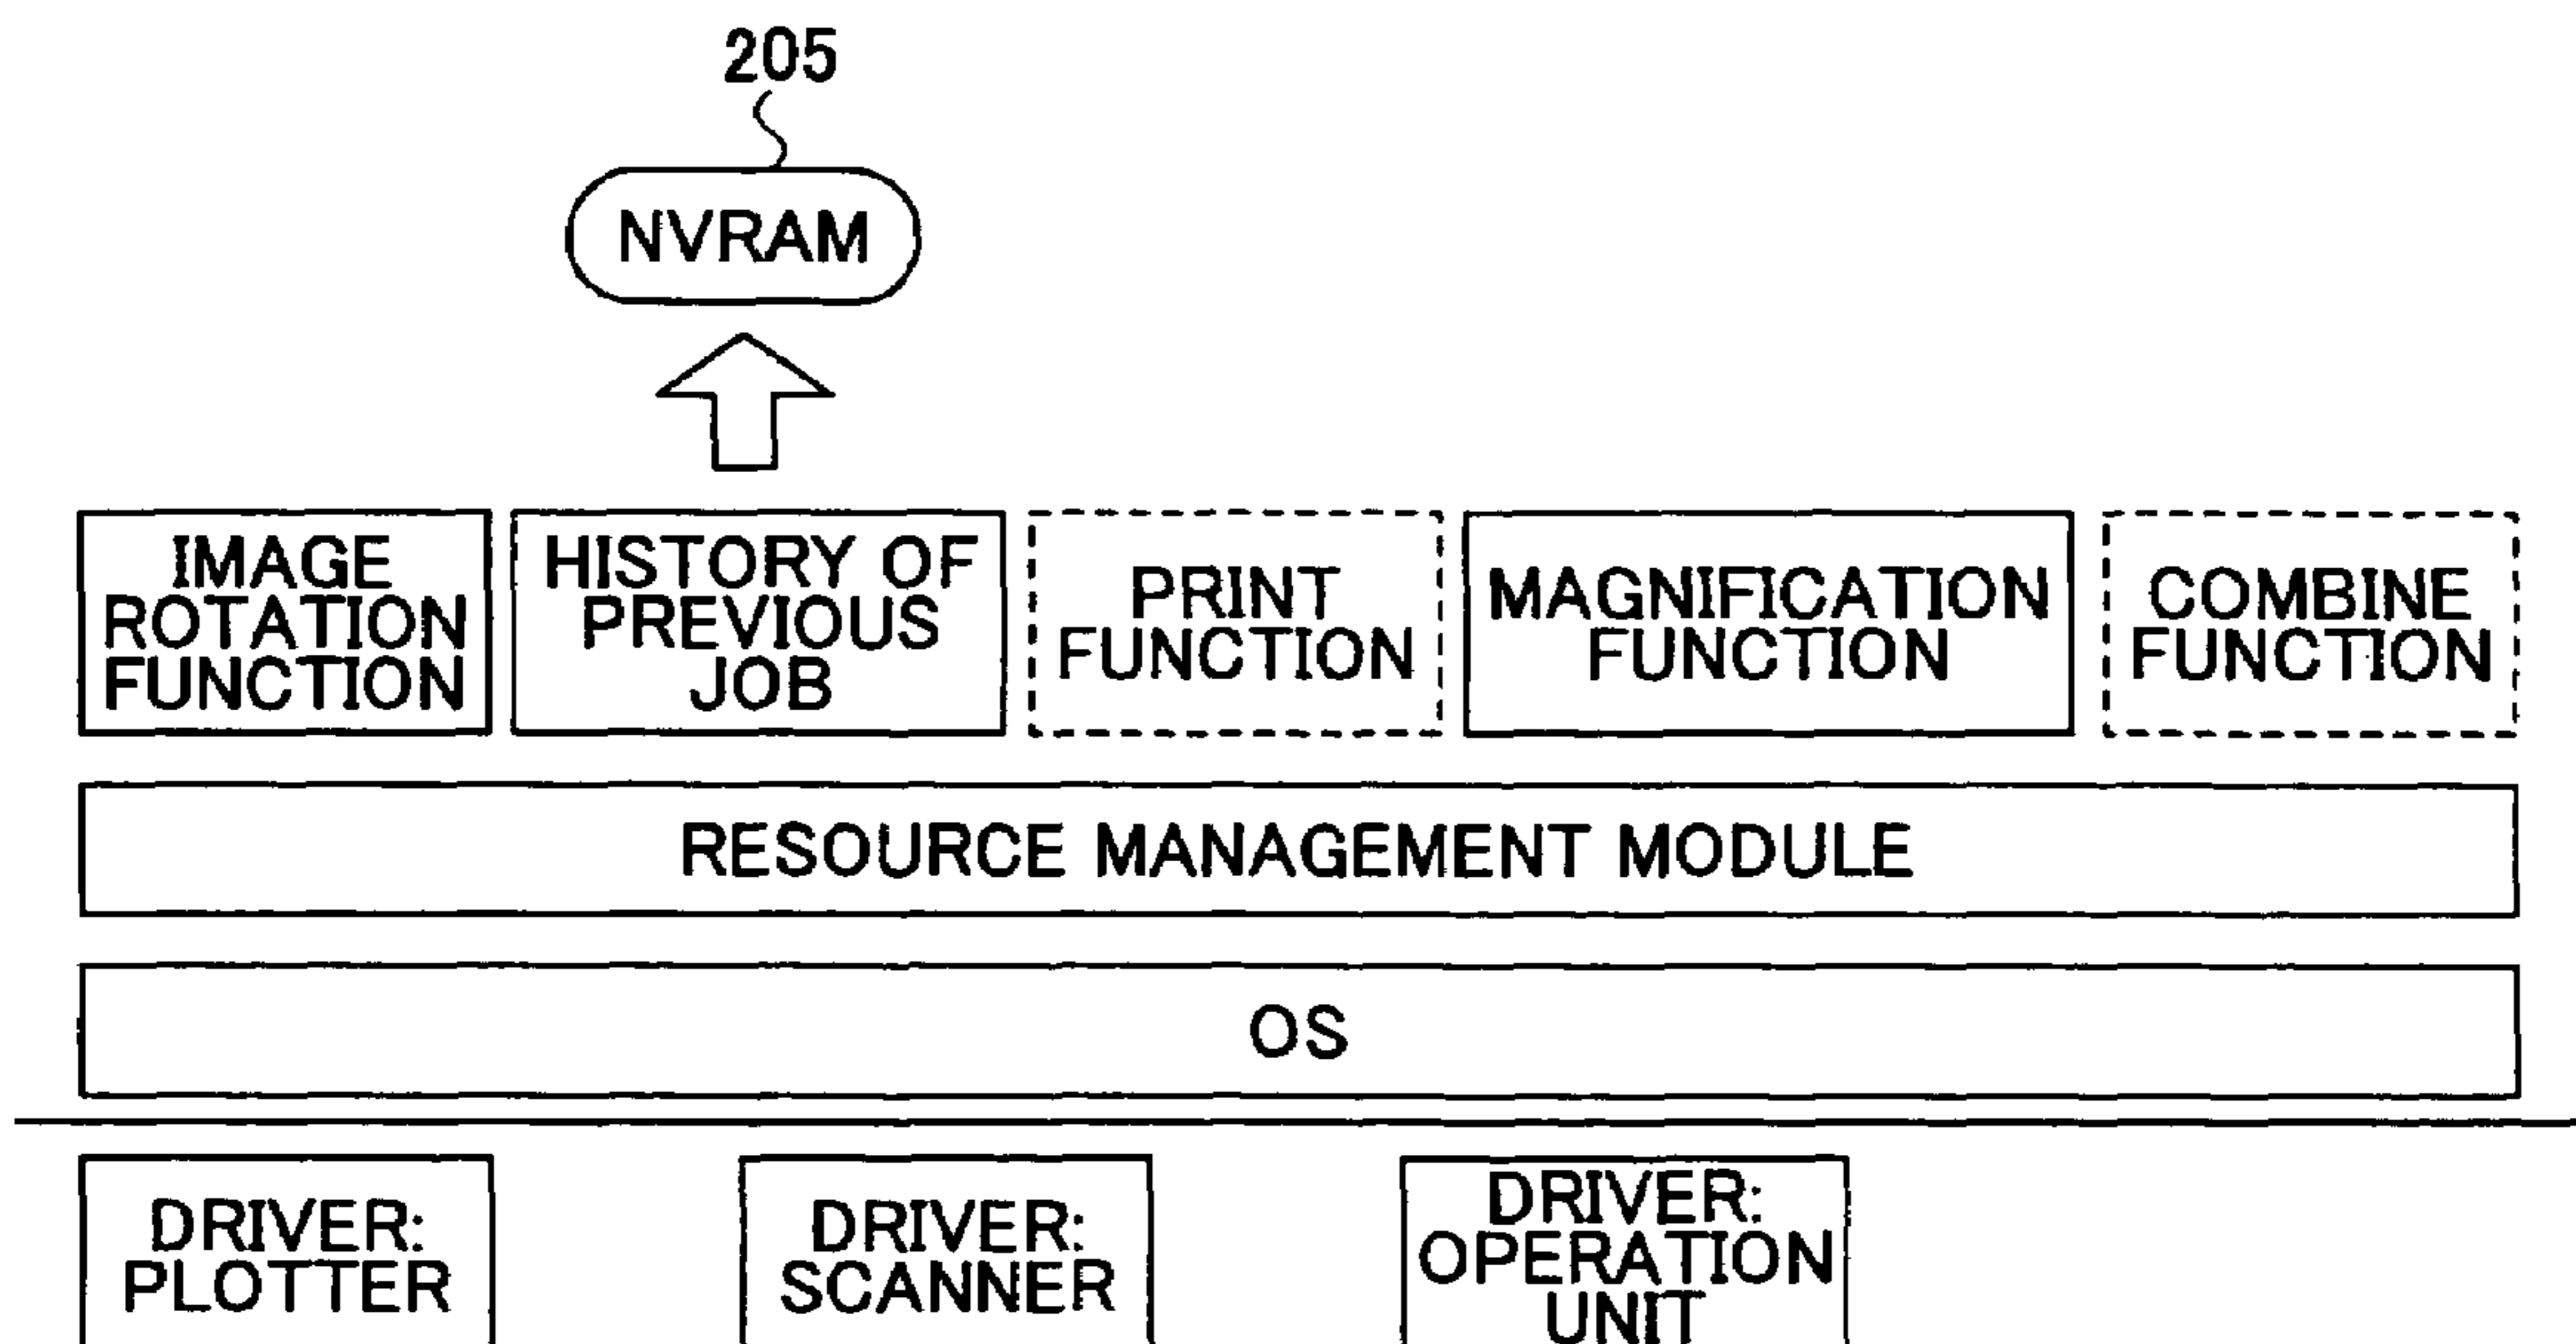 205
NVRAM
IMAGE
ROTATION
FUNCTION
HISTORY OF
PREVIOUS
JOB
PRINT
FUNCTION
MAGNIFICATION
FUNCTION
COMBINE
FUNCTION
RESOURCE MANAGEMENT MODULE
OS
DRIVER:
PLOTTER
DRIVER:
SCANNER
DRIVER:
OPERATION
UNIT